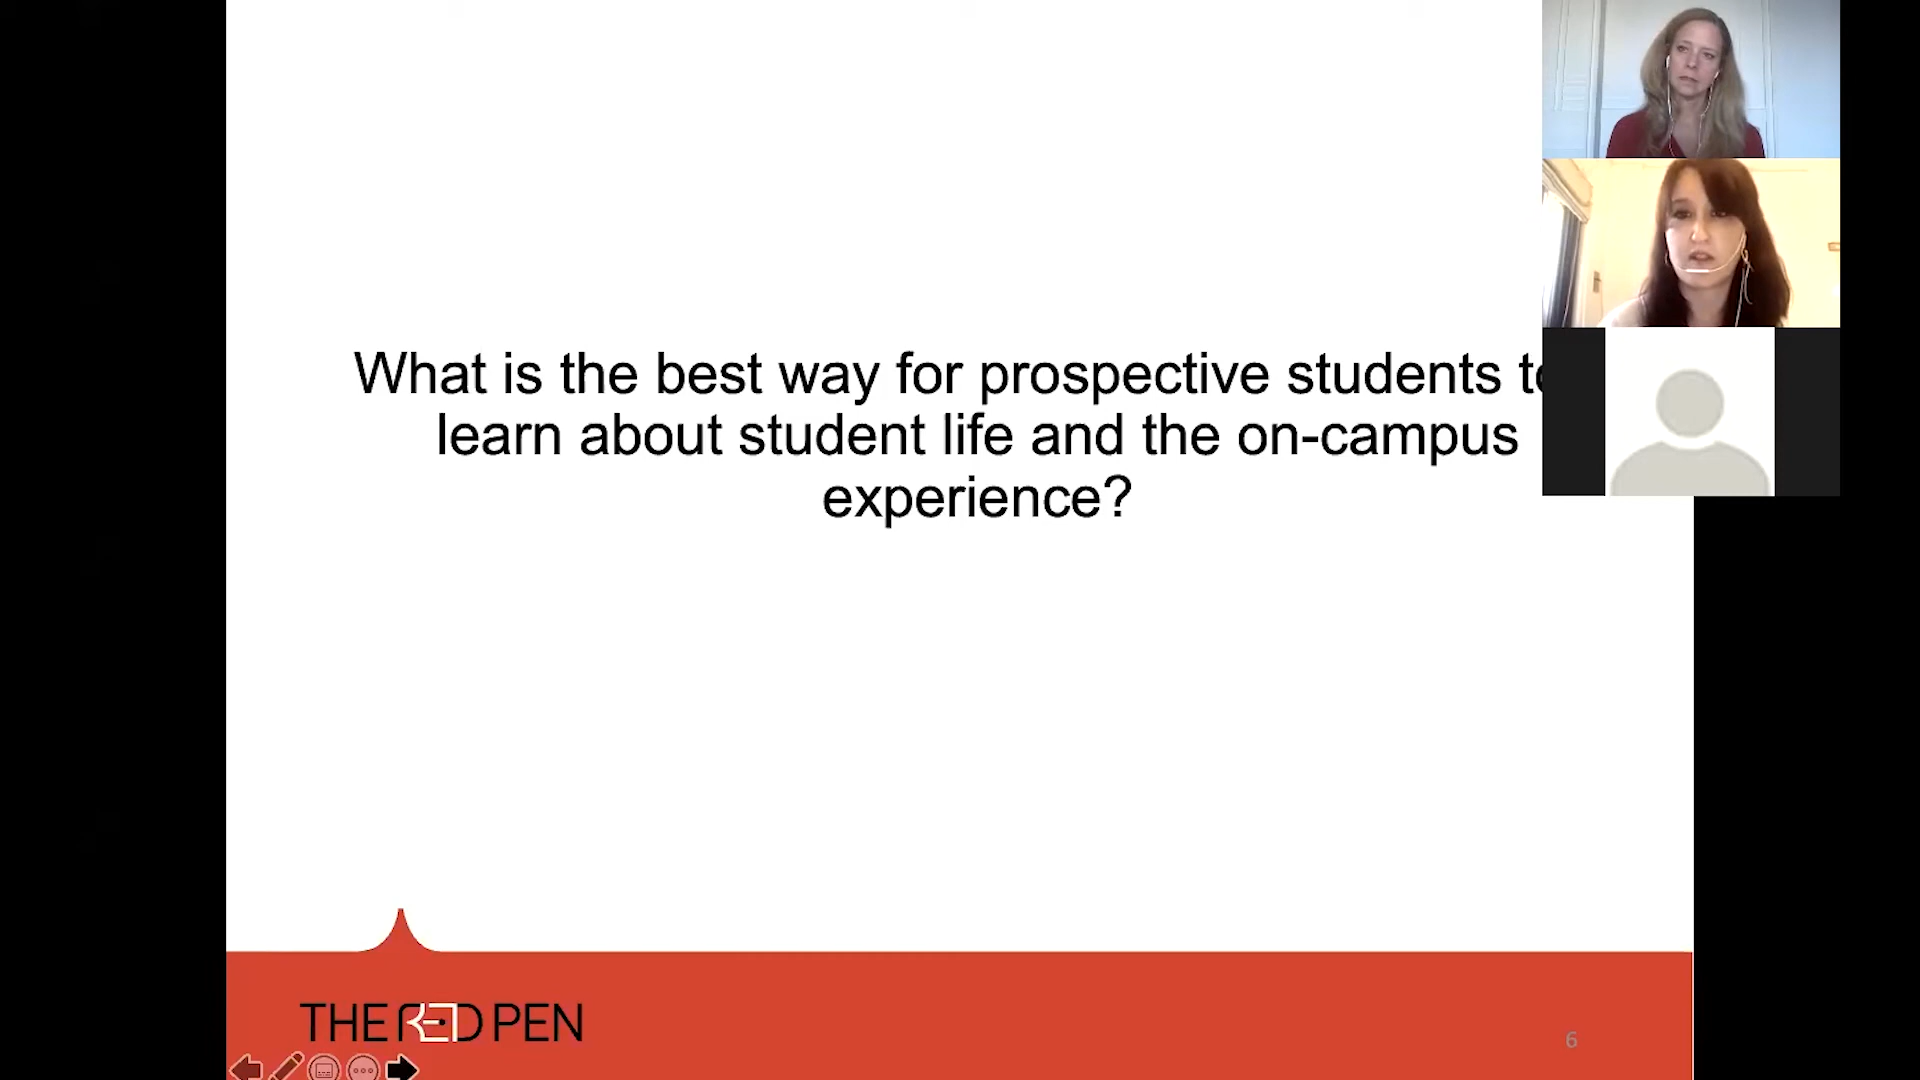 What is the best way for prospective students to
learn about student life and the on-campus
experience?
THE RED PEN
6